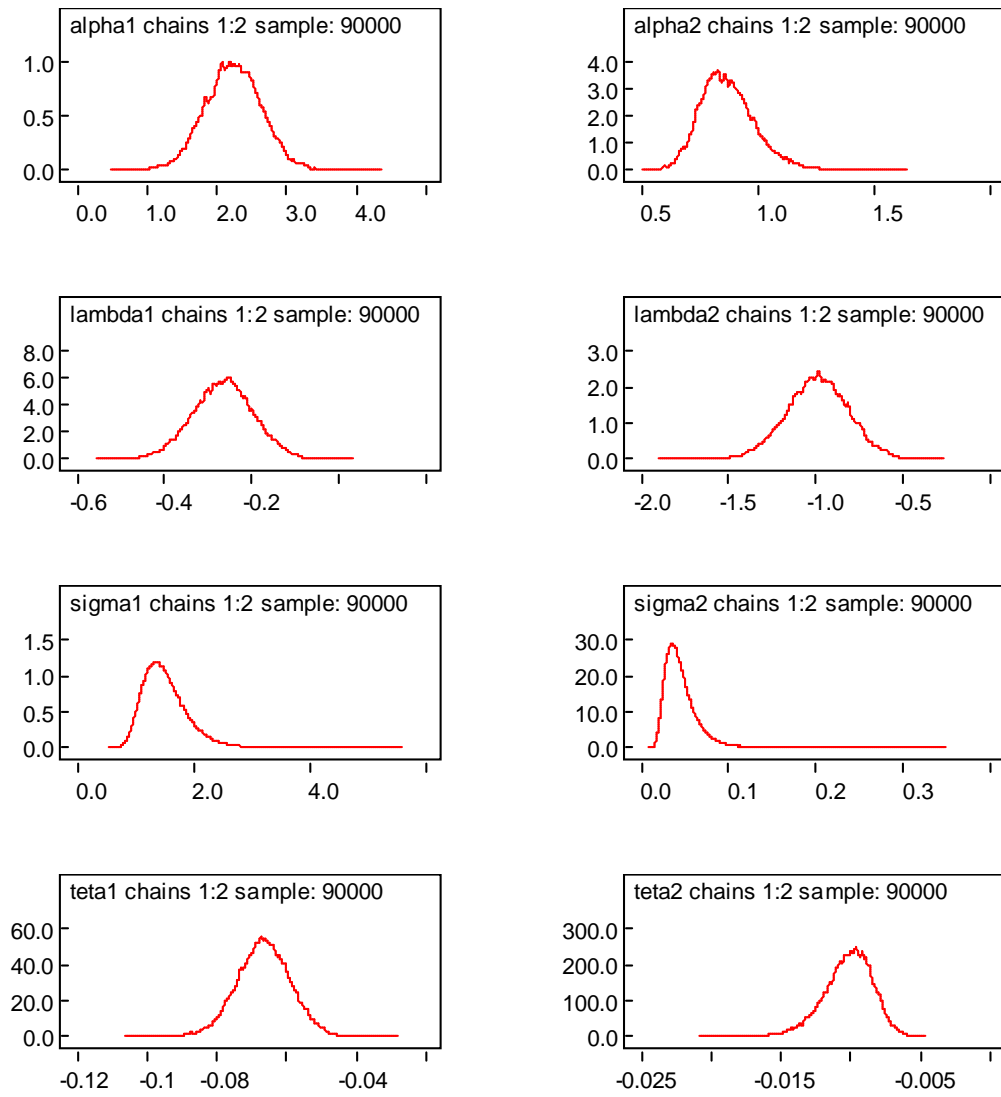 alpha1 chains 1:2 sample: 90000
1.0
0.5
0.0
0.0 1.0 2.0 3.0 4.0
alpha2 chains 1:2 sample: 90000
4.0
3.0
2.0
1.0
0.0
0.5 1.0 1.5
lambda1 chains 1:2 sample: 90000
8.0
6.0
4.0
2.0
0.0
-0.6 -0.4 -0.2
lambda2 chains 1:2 sample: 90000
3.0
2.0
1.0
0.0
-2.0 -1.5 -1.0 -0.5
sigma1 chains 1:2 sample: 90000
1.5
1.0
0.5
0.0
0.0 2.0 4.0
sigma2 chains 1:2 sample: 90000
30.0
20.0
10.0
0.0
0.0 0.1 0.2 0.3
teta1 chains 1:2 sample: 90000
60.0
40.0
20.0
0.0
-0.12 -0.1 -0.08 -0.04
teta2 chains 1:2 sample: 90000
300.0
200.0
100.0
0.0
-0.025 -0.015 -0.005